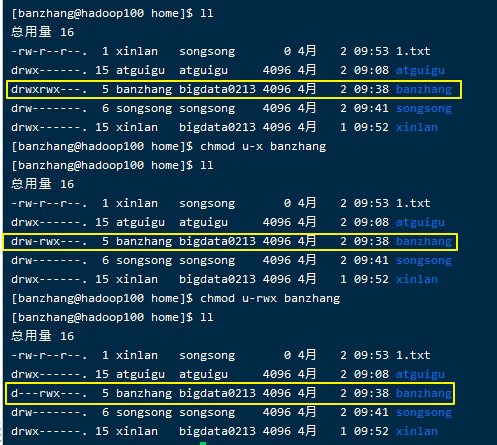 [banzhang@hadoop100 home]$ ll
总用量 16
-rw-r--r--. 1 xinlan songsong 0 4月 2 09:53 1.txt
drwx------. 15 atguigu atguigu 4096 4月 2 09:08 atguigu
drwxrwx---. 5 banzhang bigdata0213 4096 4月 2 09:38 banzhang
drwx------. 6 songsong songsong 4096 4月 2 09:41 songsong
drwx------. 15 xinlan bigdata0213 4096 4月 1 09:52 xinlan
[banzhang@hadoop100 home]$ chmod u-x banzhang
[banzhang@hadoop100 home]$ ll
总用量 16
-rw-r--r--. 1 xinlan songsong 0 4月 2 09:53 1.txt
drwx------. 15 atguigu atguigu 4096 4月 2 09:08 atguigu
drw-rwx---. 5 banzhang bigdata0213 4096 4月 2 09:38 banzhang
drwx------. 6 songsong songsong 4096 4月 2 09:41 songsong
drwx------. 15 xinlan bigdata0213 4096 4月 1 09:52 xinlan
[banzhang@hadoop100 home]$ chmod u-rwx banzhang
[banzhang@hadoop100 home]$ ll
总用量 16
-rw-r--r--. 1 xinlan songsong 0 4月 2 09:53 1.txt
drwx------. 15 atguigu atguigu 4096 4月 2 09:08 atguigu
d---rwx---. 5 banzhang bigdata0213 4096 4月 2 09:38 banzhang
drwx------. 6 songsong songsong 4096 4月 2 09:41 songsong
drwx------. 15 xinlan bigdata0213 4096 4月 1 09:52 xinlan